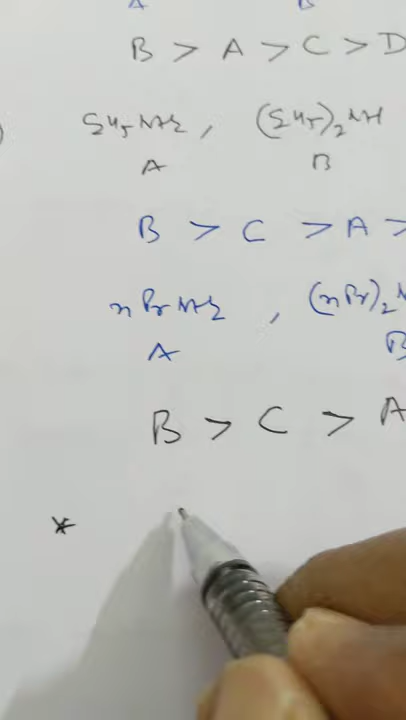 A B
B > A > C > D
) C₂H₅NH₂, (C₂H₅)₂NH
A B
B > C > A >
nPrNH₂, (nPr)₂N
A B
B > C > A
*